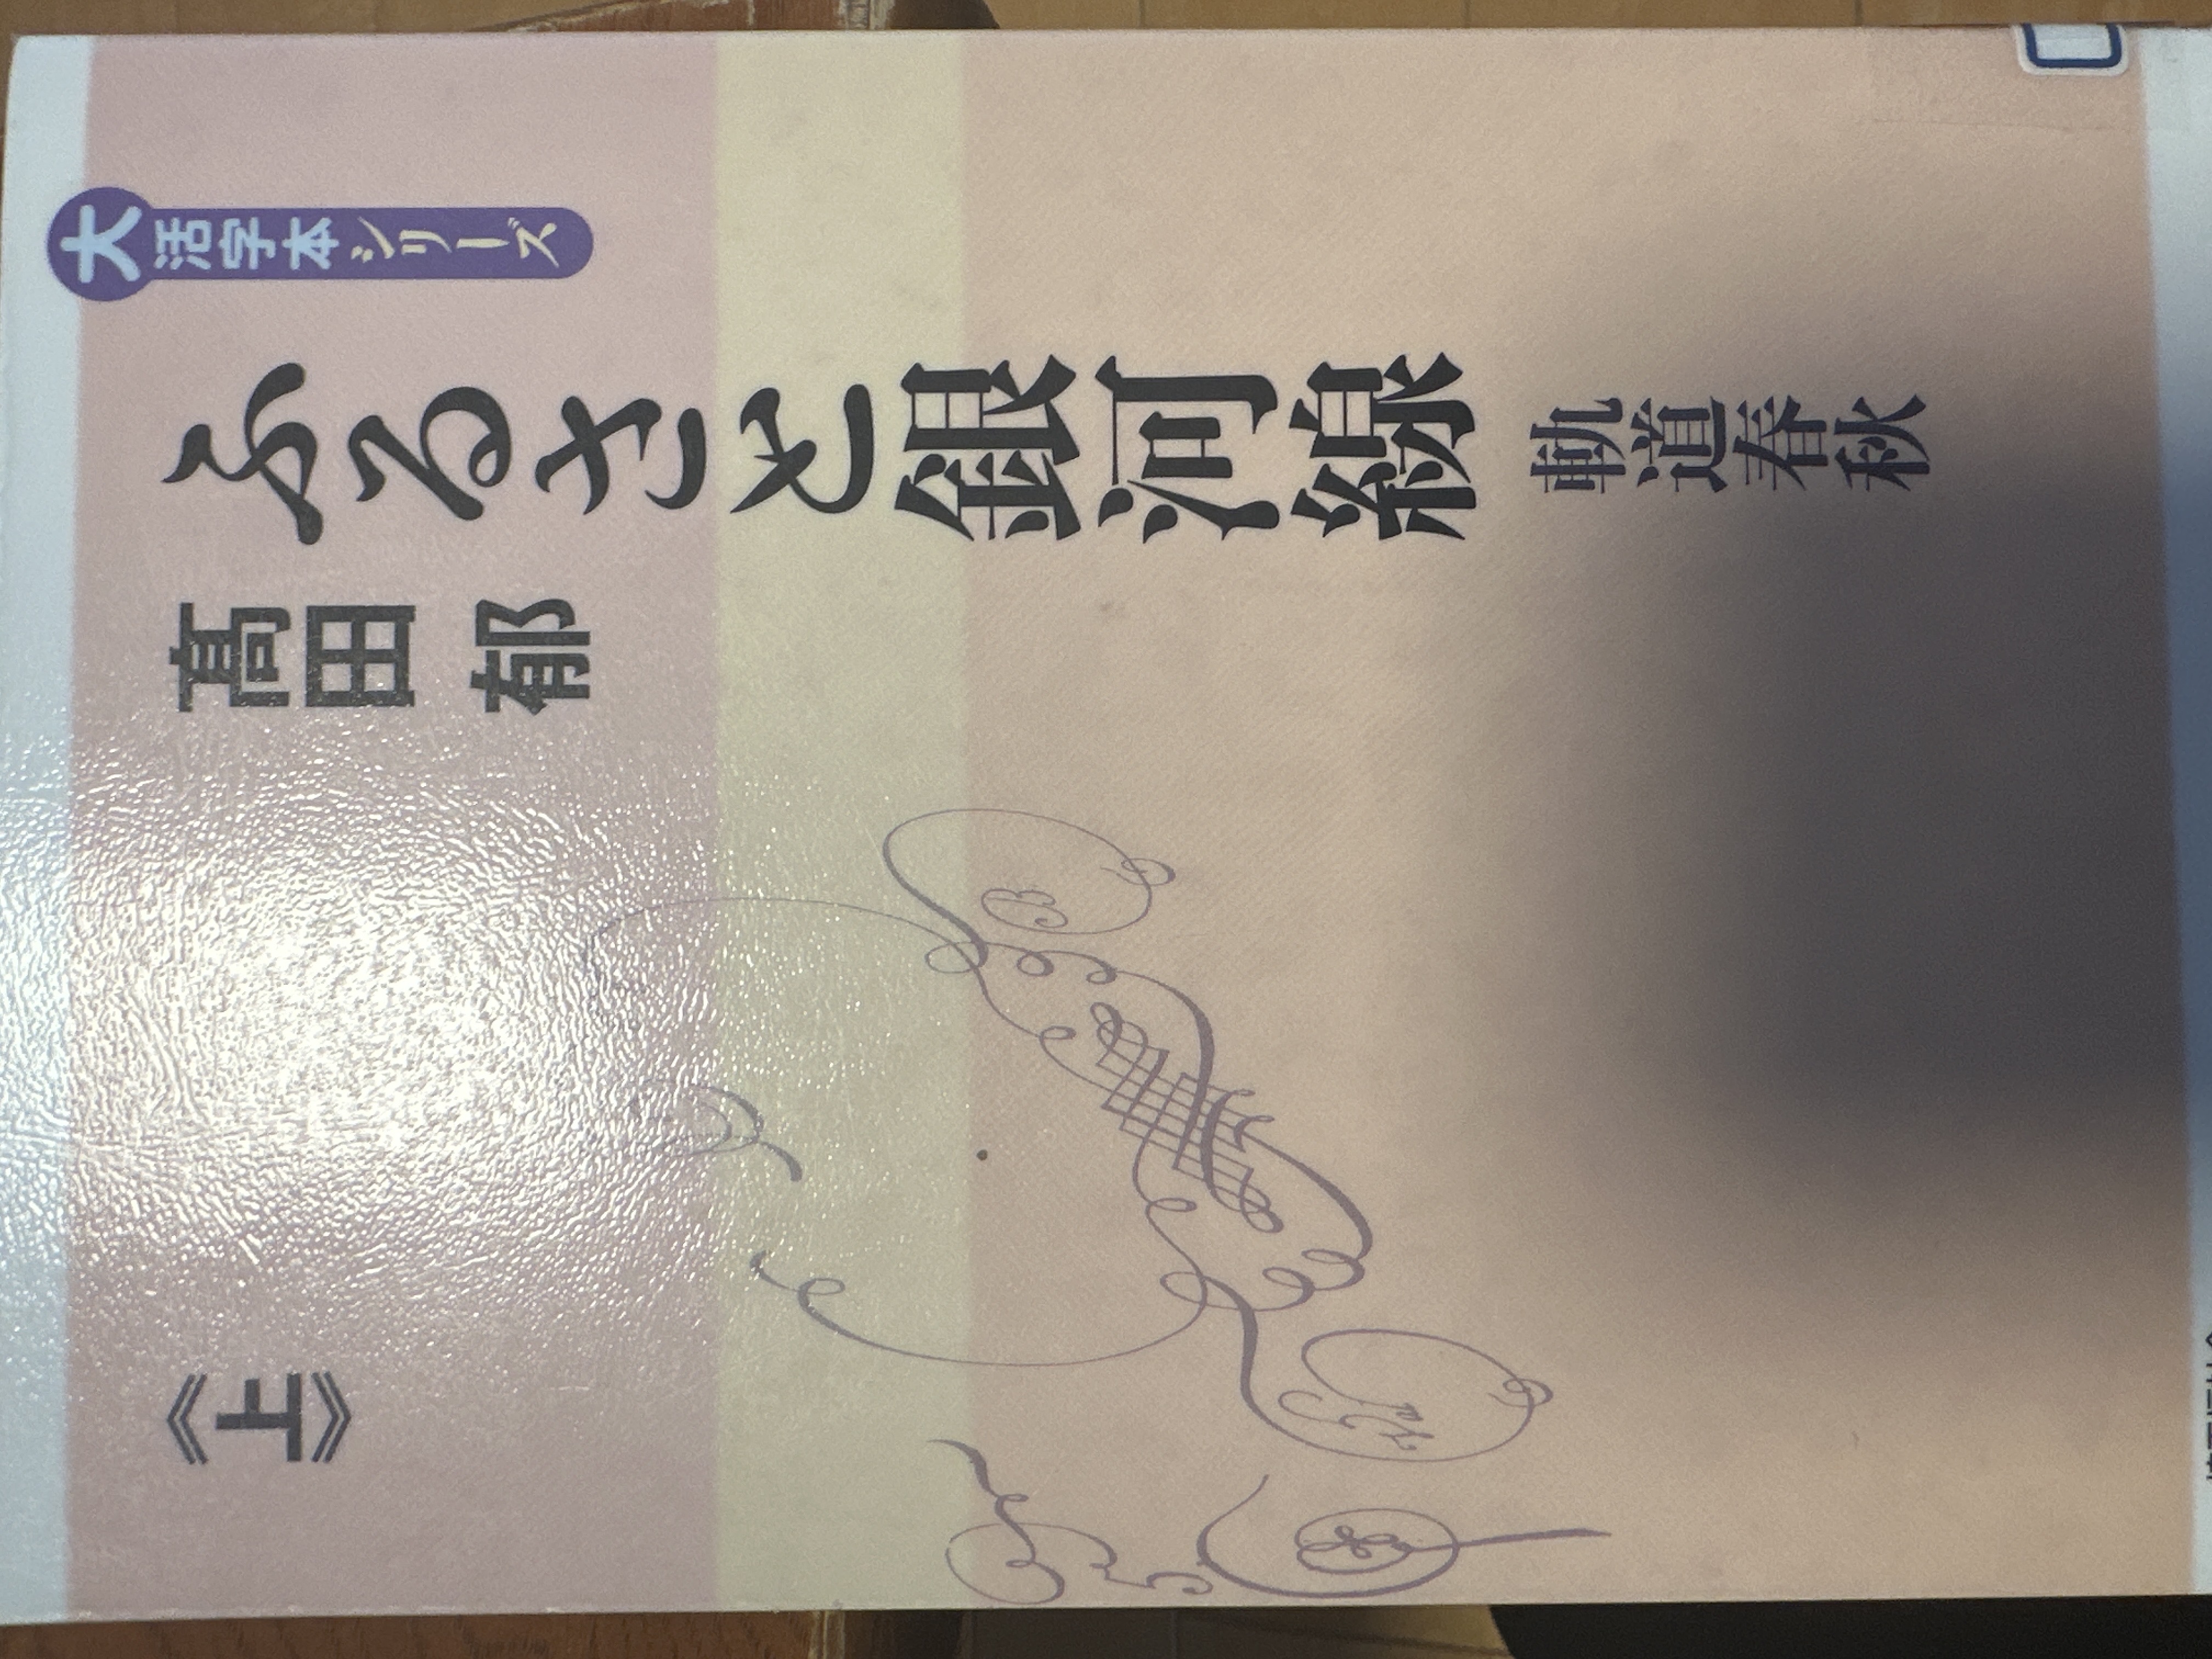 大活字本シリーズ
ふるさと銀河線 軌道春秋
髙田 郁
《上》